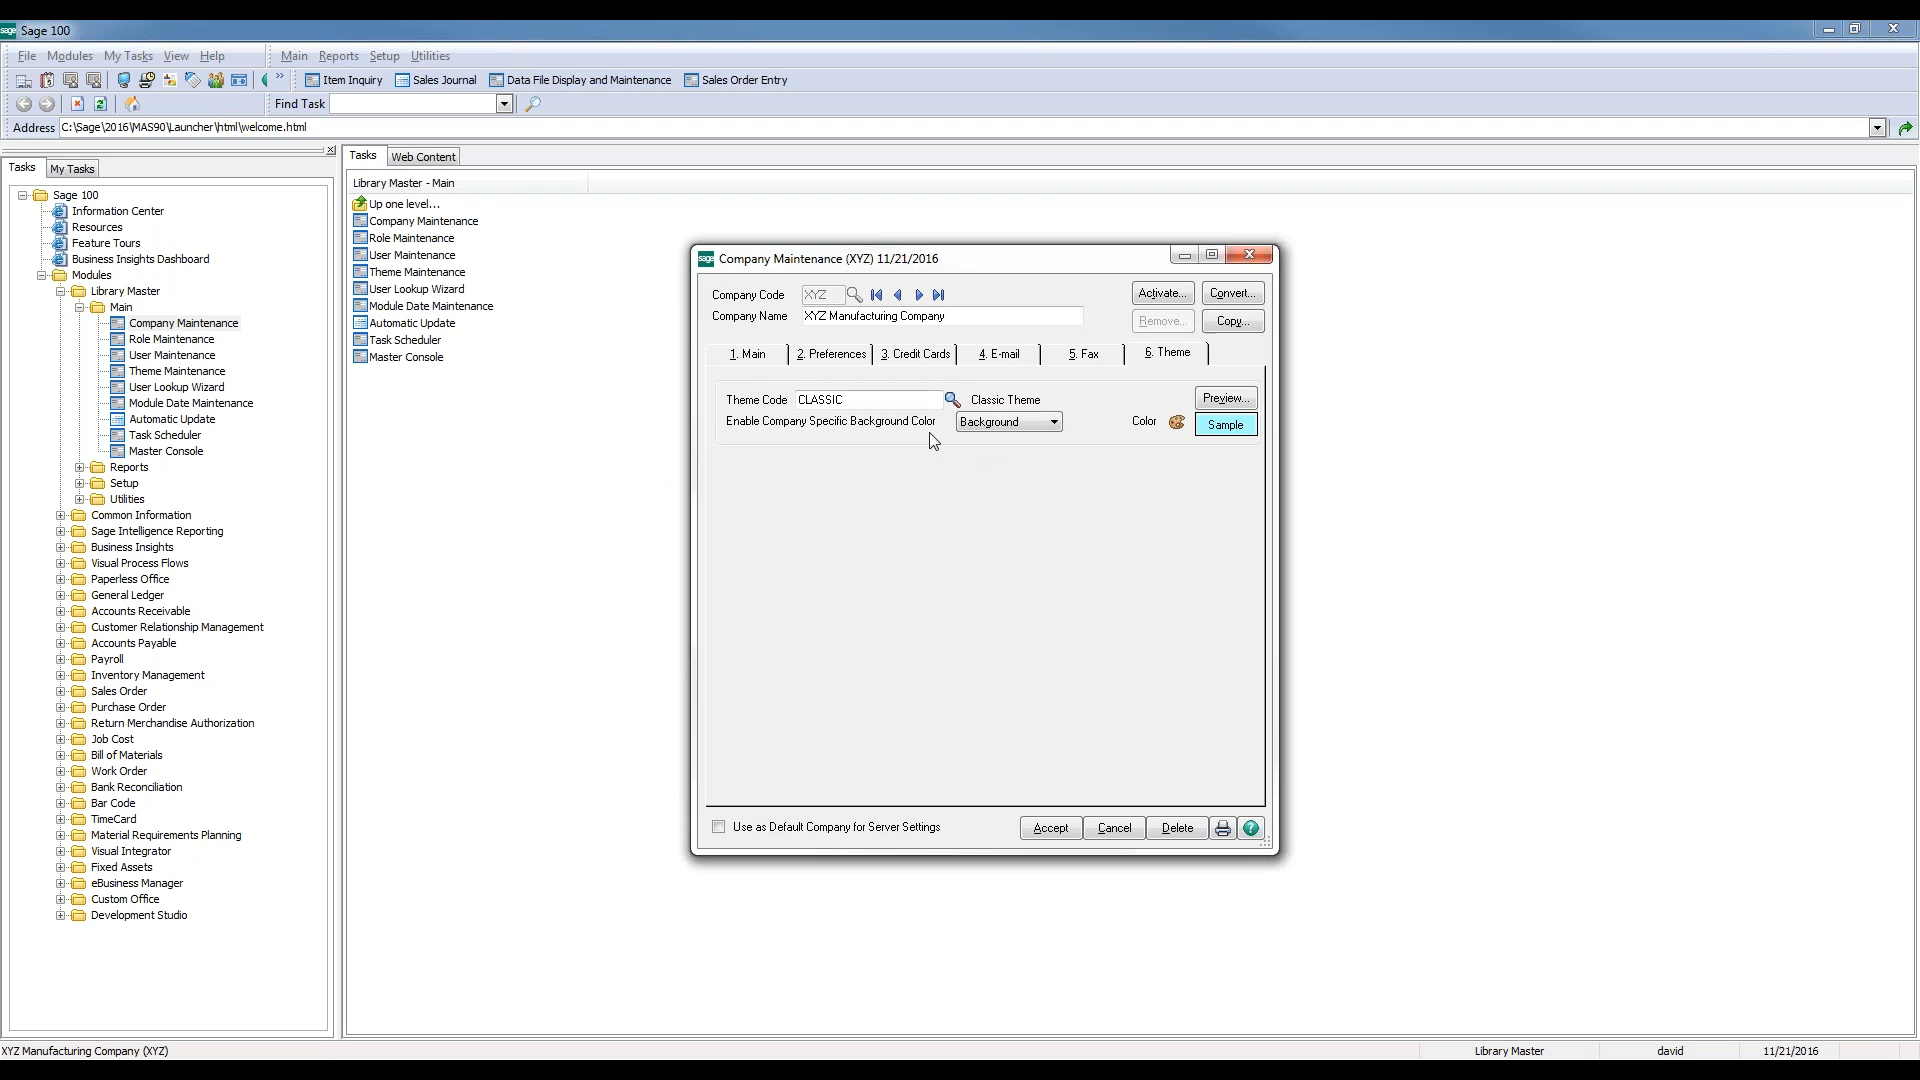 sage Sage 100
File Modules My Tasks View Help Main Reports Setup Utilities
Item Inquiry Sales Journal Data File Display and Maintenance Sales Order Entry
Find Task
Address C:\Sage\2016\MAS90\Launcher\html\welcome.html
Tasks My Tasks
Sage 100
Information Center
Resources
Feature Tours
Business Insights Dashboard
Modules
Library Master
Main
Company Maintenance
Role Maintenance
User Maintenance
Theme Maintenance
User Lookup Wizard
Module Date Maintenance
Automatic Update
Task Scheduler
Master Console
Reports
Setup
Utilities
Common Information
Sage Intelligence Reporting
Business Insights
Visual Process Flows
Paperless Office
General Ledger
Accounts Receivable
Customer Relationship Management
Accounts Payable
Payroll
Inventory Management
Sales Order
Purchase Order
Return Merchandise Authorization
Job Cost
Bill of Materials
Work Order
Bank Reconciliation
Bar Code
TimeCard
Material Requirements Planning
Visual Integrator
Fixed Assets
eBusiness Manager
Custom Office
Development Studio
Tasks Web Content
Library Master - Main
Up one level...
Company Maintenance
Role Maintenance
User Maintenance
Theme Maintenance
User Lookup Wizard
Module Date Maintenance
Automatic Update
Task Scheduler
Master Console
sage Company Maintenance (XYZ) 11/21/2016
Company Code XYZ Activate... Convert...
Company Name XYZ Manufacturing Company Remove... Copy...
1. Main 2. Preferences 3. Credit Cards 4. E-mail 5. Fax 6. Theme
Theme Code CLASSIC Classic Theme Preview...
Enable Company Specific Background Color Background Color Sample
Use as Default Company for Server Settings Accept Cancel Delete
XYZ Manufacturing Company (XYZ) Library Master david 11/21/2016